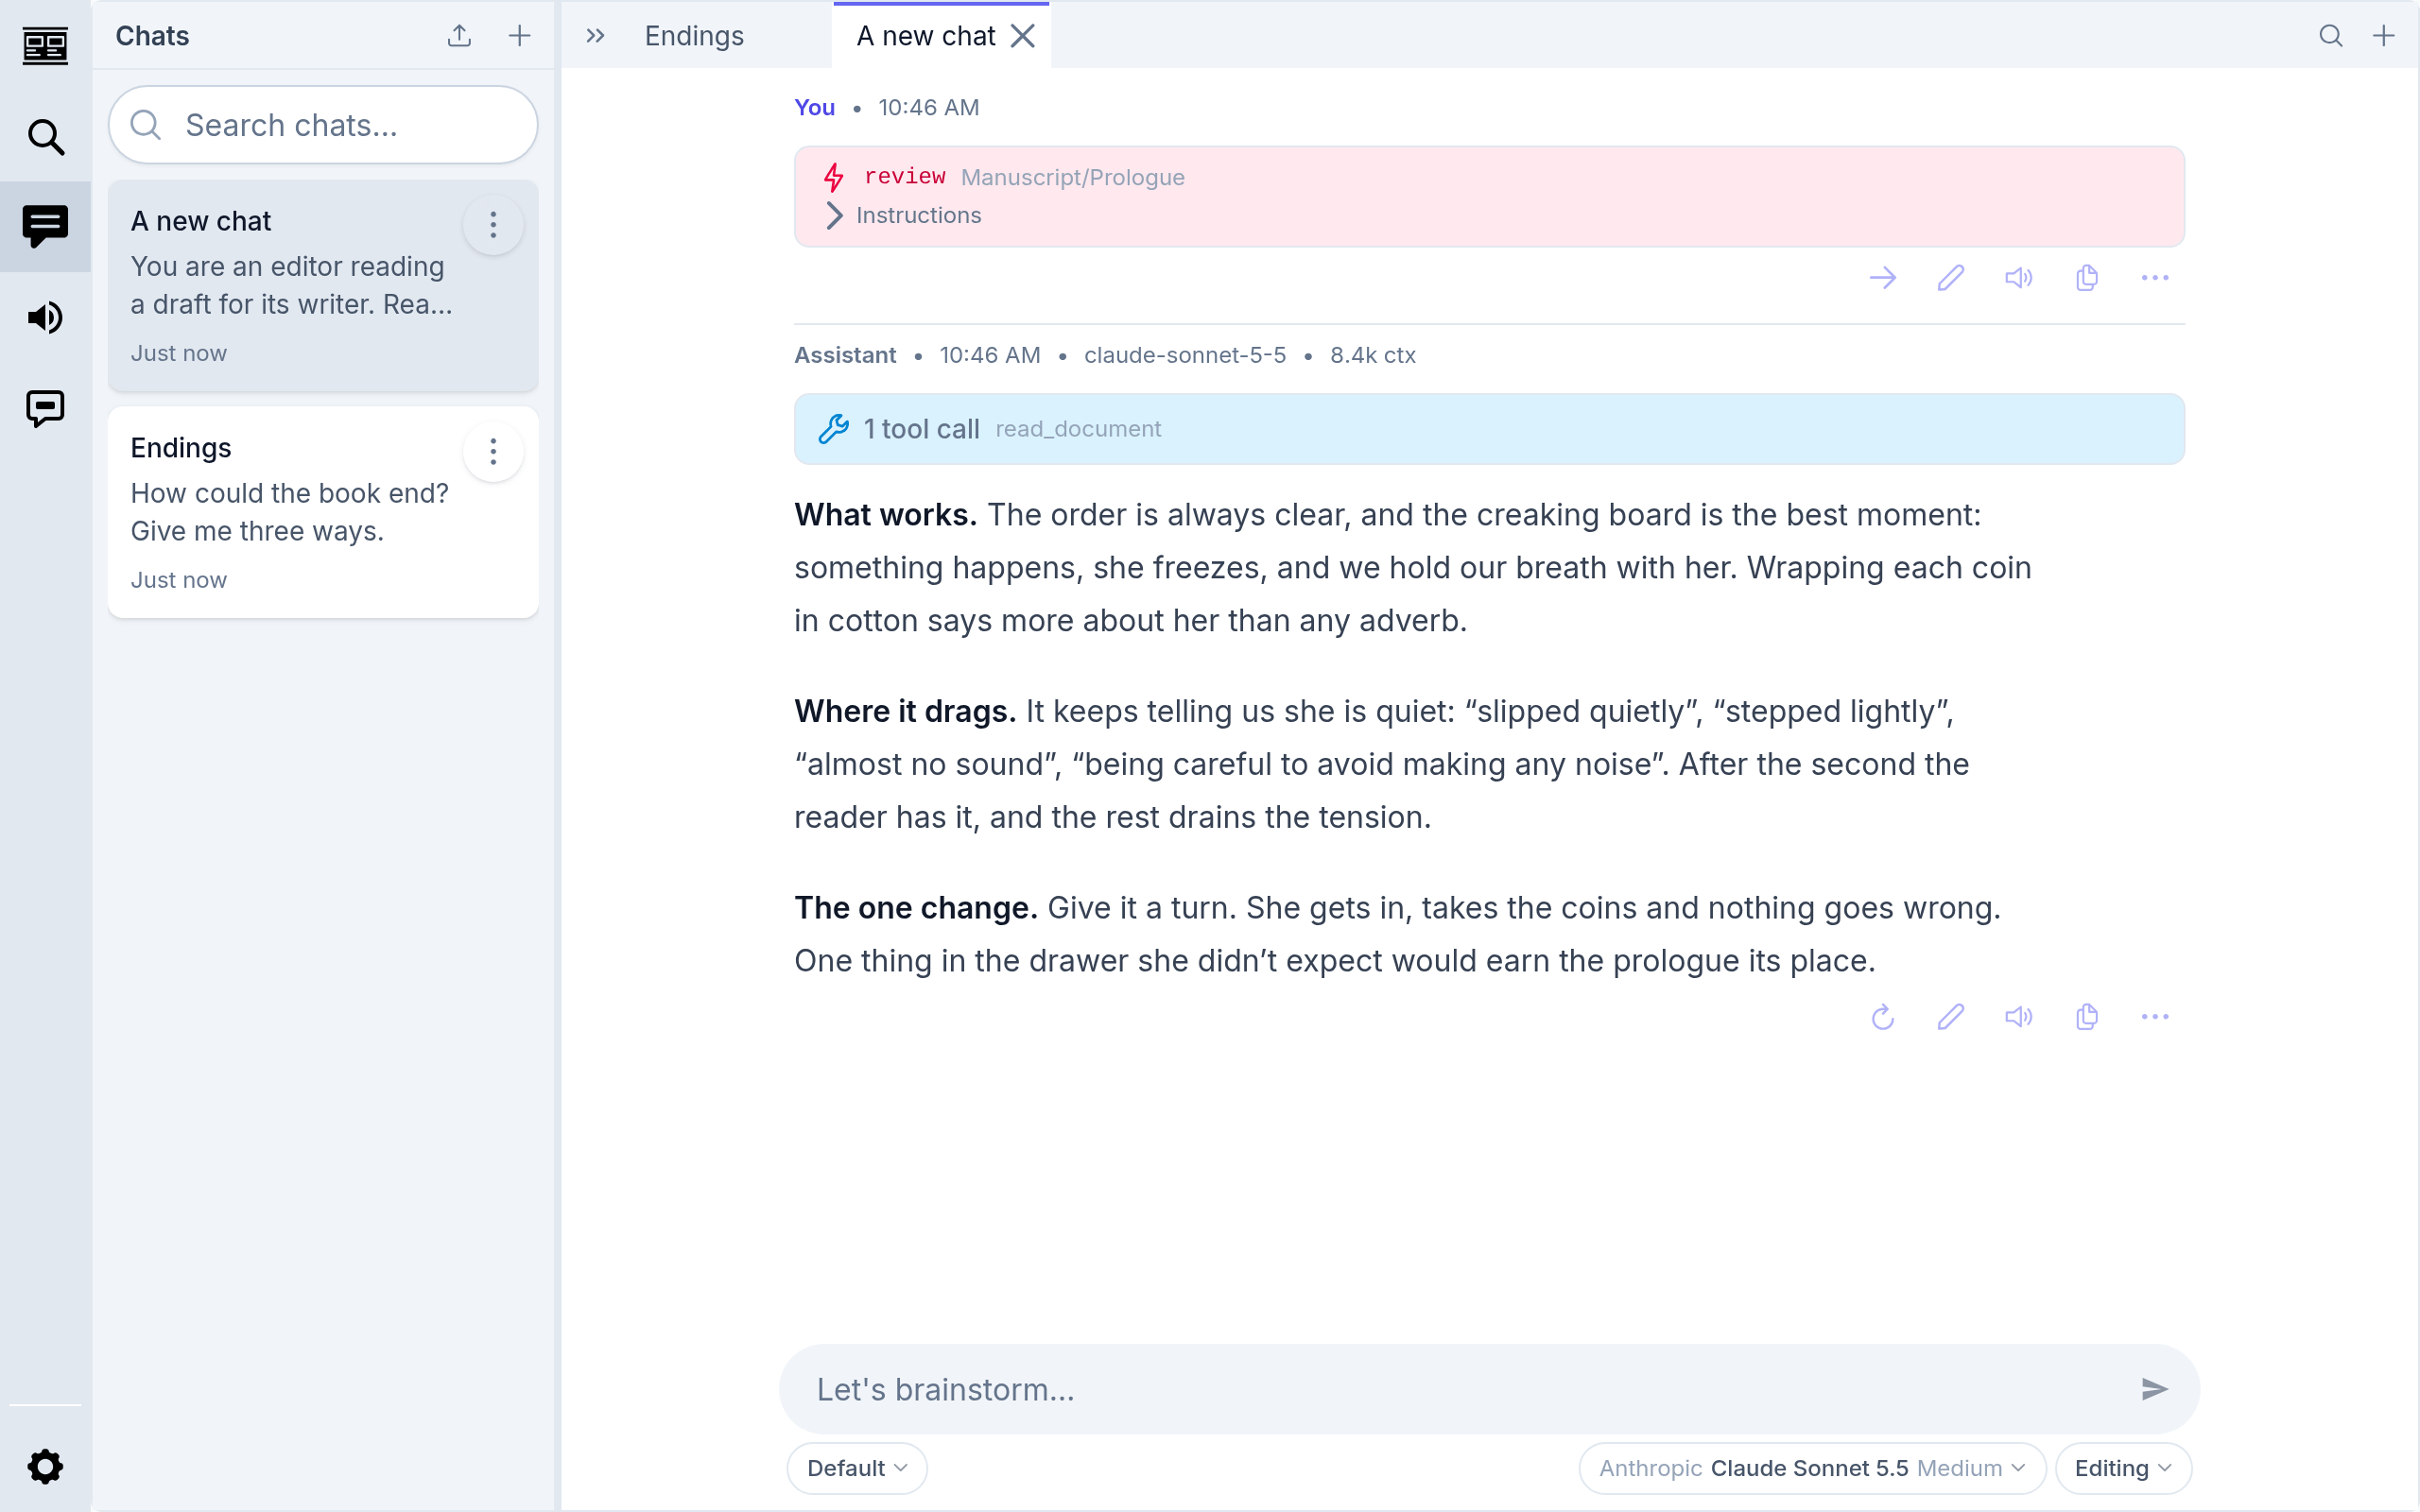 Chats
Search chats...
A new chat
You are an editor reading
a draft for its writer. Rea...
Just now
Endings
How could the book end?
Give me three ways.
Just now
Endings
A new chat
You • 10:46 AM
review Manuscript/Prologue
Instructions
Assistant • 10:46 AM • claude-sonnet-5-5 • 8.4k ctx
1 tool call read_document
What works. The order is always clear, and the creaking board is the best moment:
something happens, she freezes, and we hold our breath with her. Wrapping each coin
in cotton says more about her than any adverb.
Where it drags. It keeps telling us she is quiet: “slipped quietly”, “stepped lightly”,
“almost no sound”, “being careful to avoid making any noise”. After the second the
reader has it, and the rest drains the tension.
The one change. Give it a turn. She gets in, takes the coins and nothing goes wrong.
One thing in the drawer she didn’t expect would earn the prologue its place.
Let's brainstorm...
Default
Anthropic Claude Sonnet 5.5 Medium
Editing